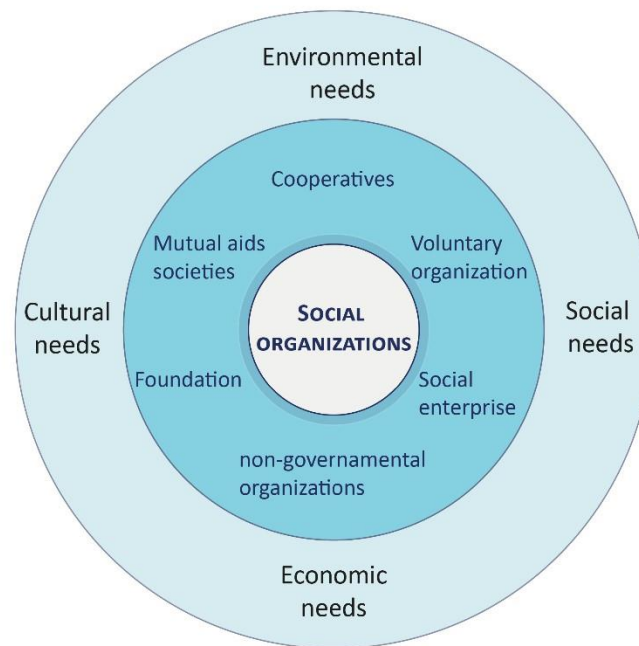 Environmental
needs
Cooperatives
Mutual aids
societies
Voluntary
organization
Cultural
needs
SOCIAL
ORGANIZATIONS
Social
needs
Foundation
Social
enterprise
non-governamental
organizations
Economic
needs